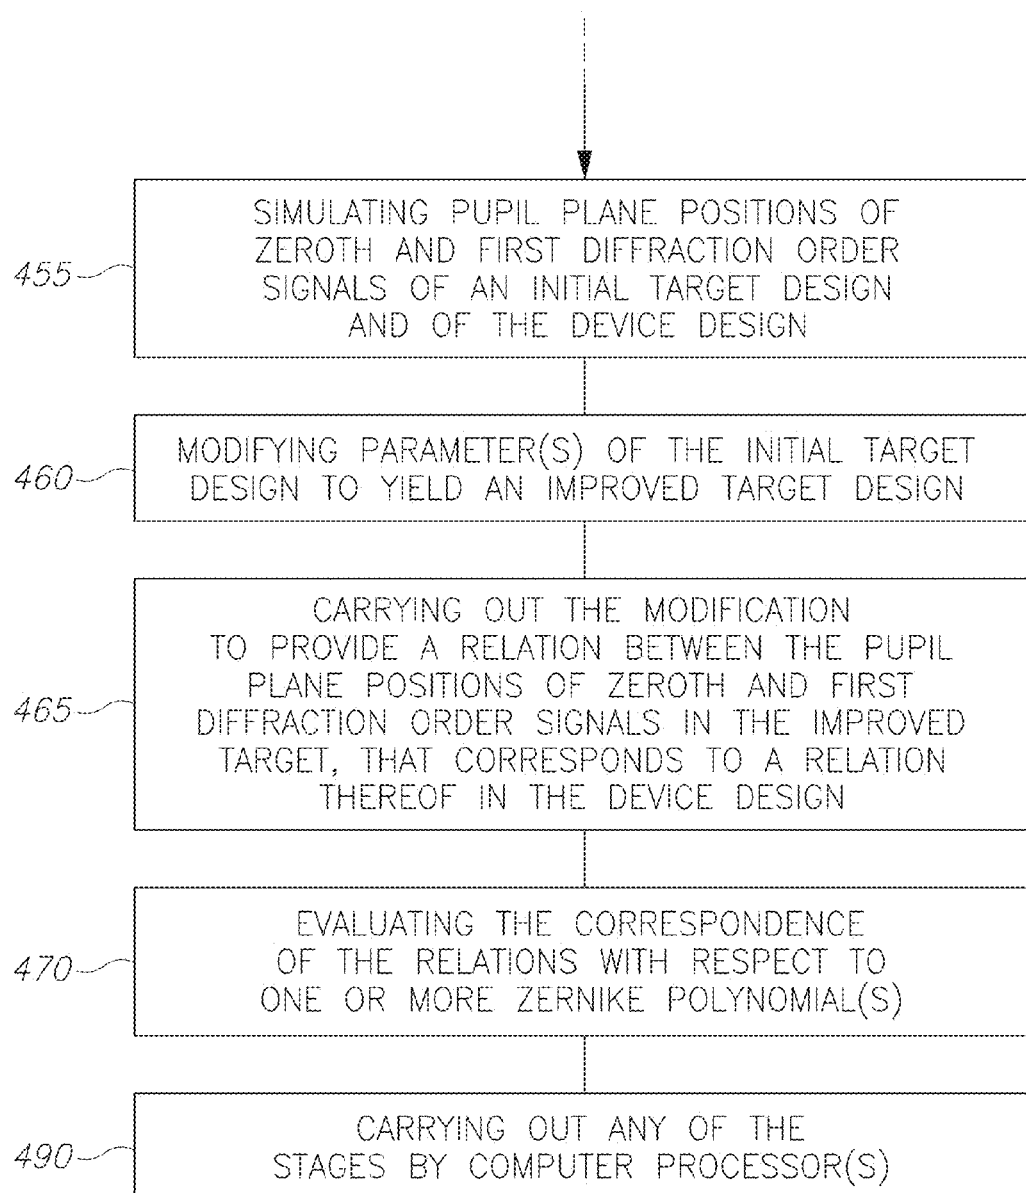 455
SIMULATING PUPIL PLANE POSITIONS OF
ZEROTH AND FIRST DIFFRACTION ORDER
SIGNALS OF AN INITIAL TARGET DESIGN
AND OF THE DEVICE DESIGN
460
MODIFYING PARAMETER(S) OF THE INITIAL TARGET
DESIGN TO YIELD AN IMPROVED TARGET DESIGN
465
CARRYING OUT THE MODIFICATION
TO PROVIDE A RELATION BETWEEN THE PUPIL
PLANE POSITIONS OF ZEROTH AND FIRST
DIFFRACTION ORDER SIGNALS IN THE IMPROVED
TARGET, THAT CORRESPONDS TO A RELATION
THEREOF IN THE DEVICE DESIGN
470
EVALUATING THE CORRESPONDENCE
OF THE RELATIONS WITH RESPECT TO
ONE OR MORE ZERNIKE POLYNOMIAL(S)
490
CARRYING OUT ANY OF THE
STAGES BY COMPUTER PROCESSOR(S)